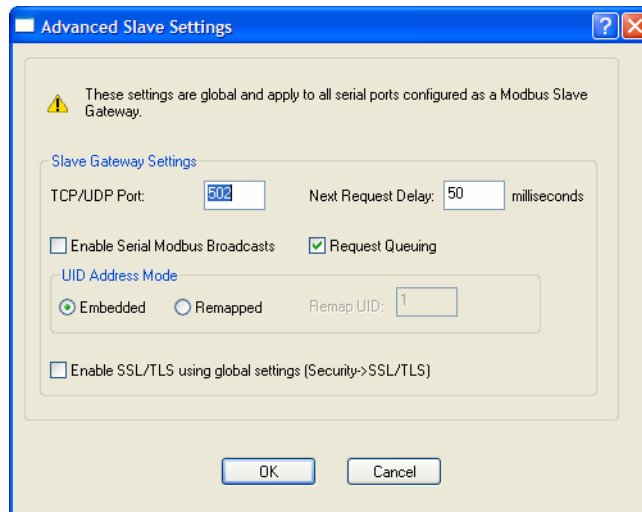 Advanced Slave Settings
These settings are global and apply to all serial ports configured as a Modbus Slave
Gateway.
Slave Gateway Settings
TCP/UDP Port: 502 Next Request Delay: 50 milliseconds
Enable Serial Modbus Broadcasts Request Queuing
UID Address Mode
Embedded Remapped Remap UID: 1
Enable SSL/TLS using global settings (Security->SSL/TLS)
OK Cancel